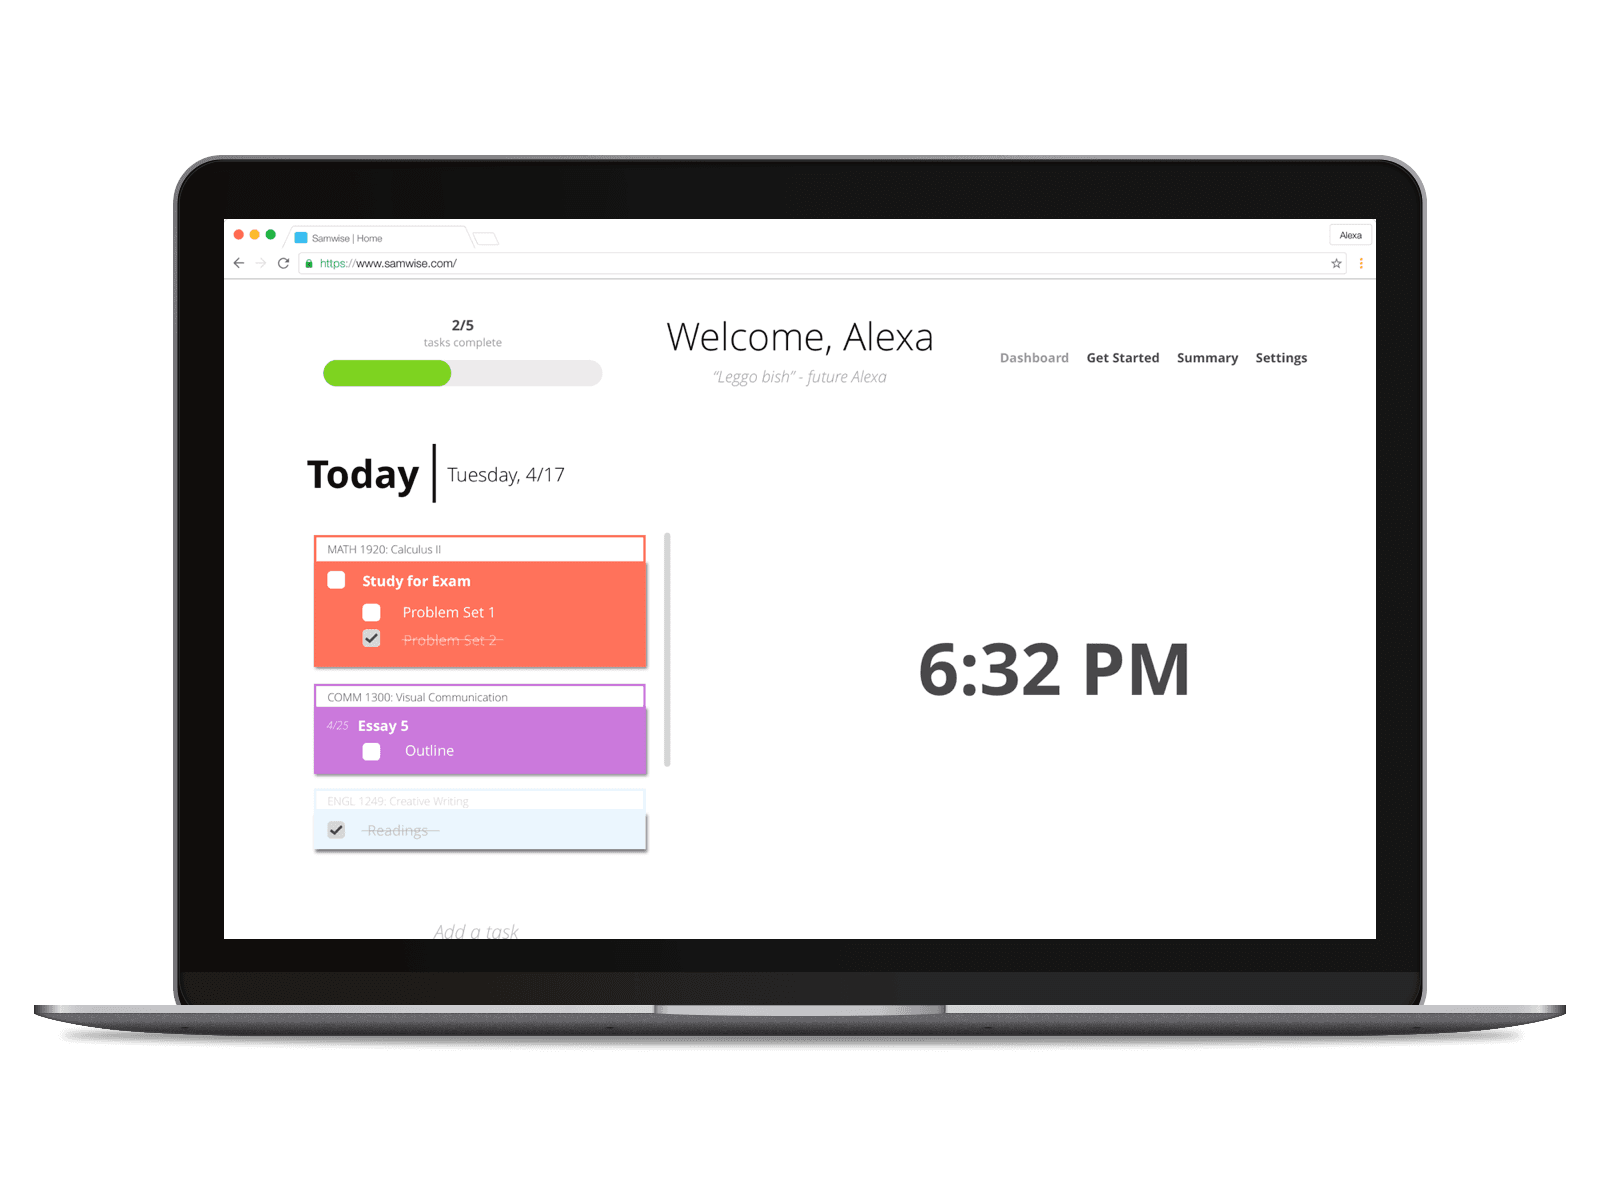 Samwise | Home
Alexa
https://www.samwise.com/
2/5
tasks complete
Welcome, Alexa
“Leggo bish” - future Alexa
Dashboard Get Started Summary Settings
Today Tuesday, 4/17
MATH 1920: Calculus II
Study for Exam
Problem Set 1
Problem Set 2
COMM 1300: Visual Communication
4/25 Essay 5
Outline
ENGL 1249: Creative Writing
Readings
Add a task
6:32 PM